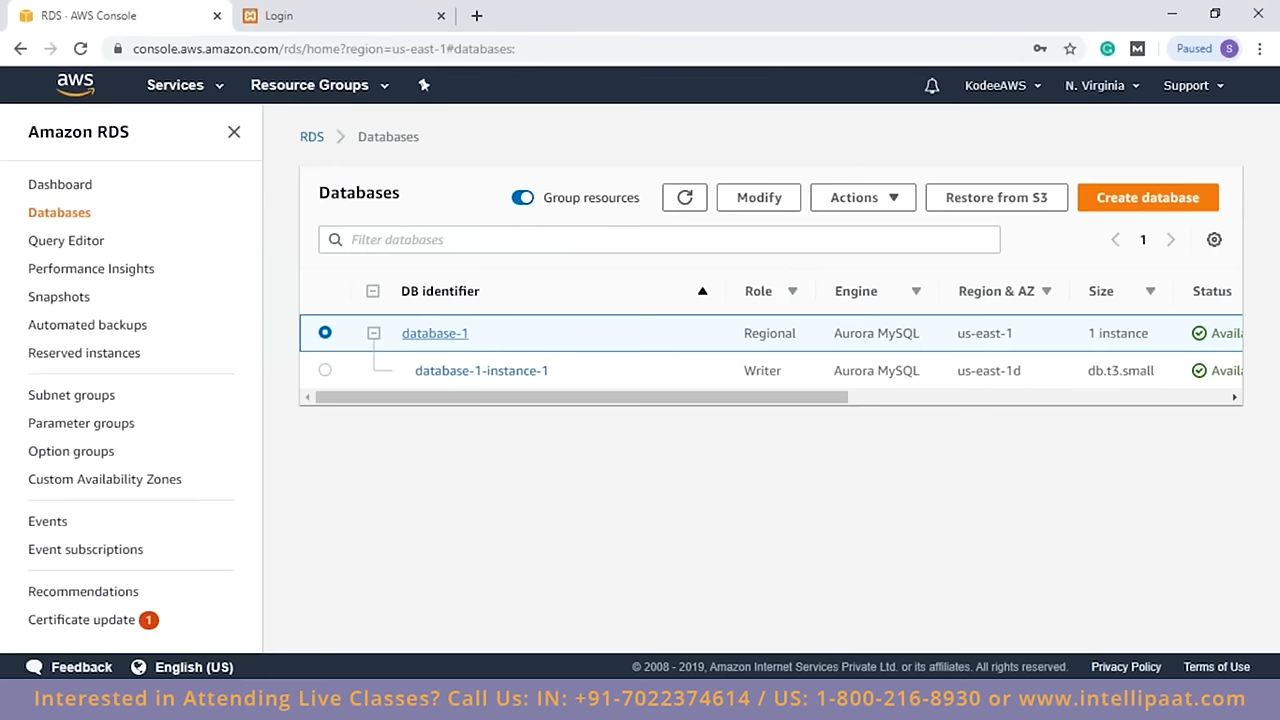 RDS · AWS Console
Login
console.aws.amazon.com/rds/home?region=us-east-1#databases:
Paused S
aws Services Resource Groups KodeeAWS N. Virginia Support
Amazon RDS
Dashboard
Databases
Query Editor
Performance Insights
Snapshots
Automated backups
Reserved instances
Subnet groups
Parameter groups
Option groups
Custom Availability Zones
Events
Event subscriptions
Recommendations
Certificate update 1
RDS Databases
Databases Group resources Modify Actions Restore from S3 Create database
Filter databases 1
DB identifier Role Engine Region & AZ Size Status
database-1 Regional Aurora MySQL us-east-1 1 instance Availa
database-1-instance-1 Writer Aurora MySQL us-east-1d db.t3.small Availa
Feedback English (US) © 2008 - 2019, Amazon Internet Services Private Ltd. or its affiliates. All rights reserved. Privacy Policy Terms of Use
Interested in Attending Live Classes? Call Us: IN: +91-7022374614 / US: 1-800-216-8930 or www.intellipaat.com